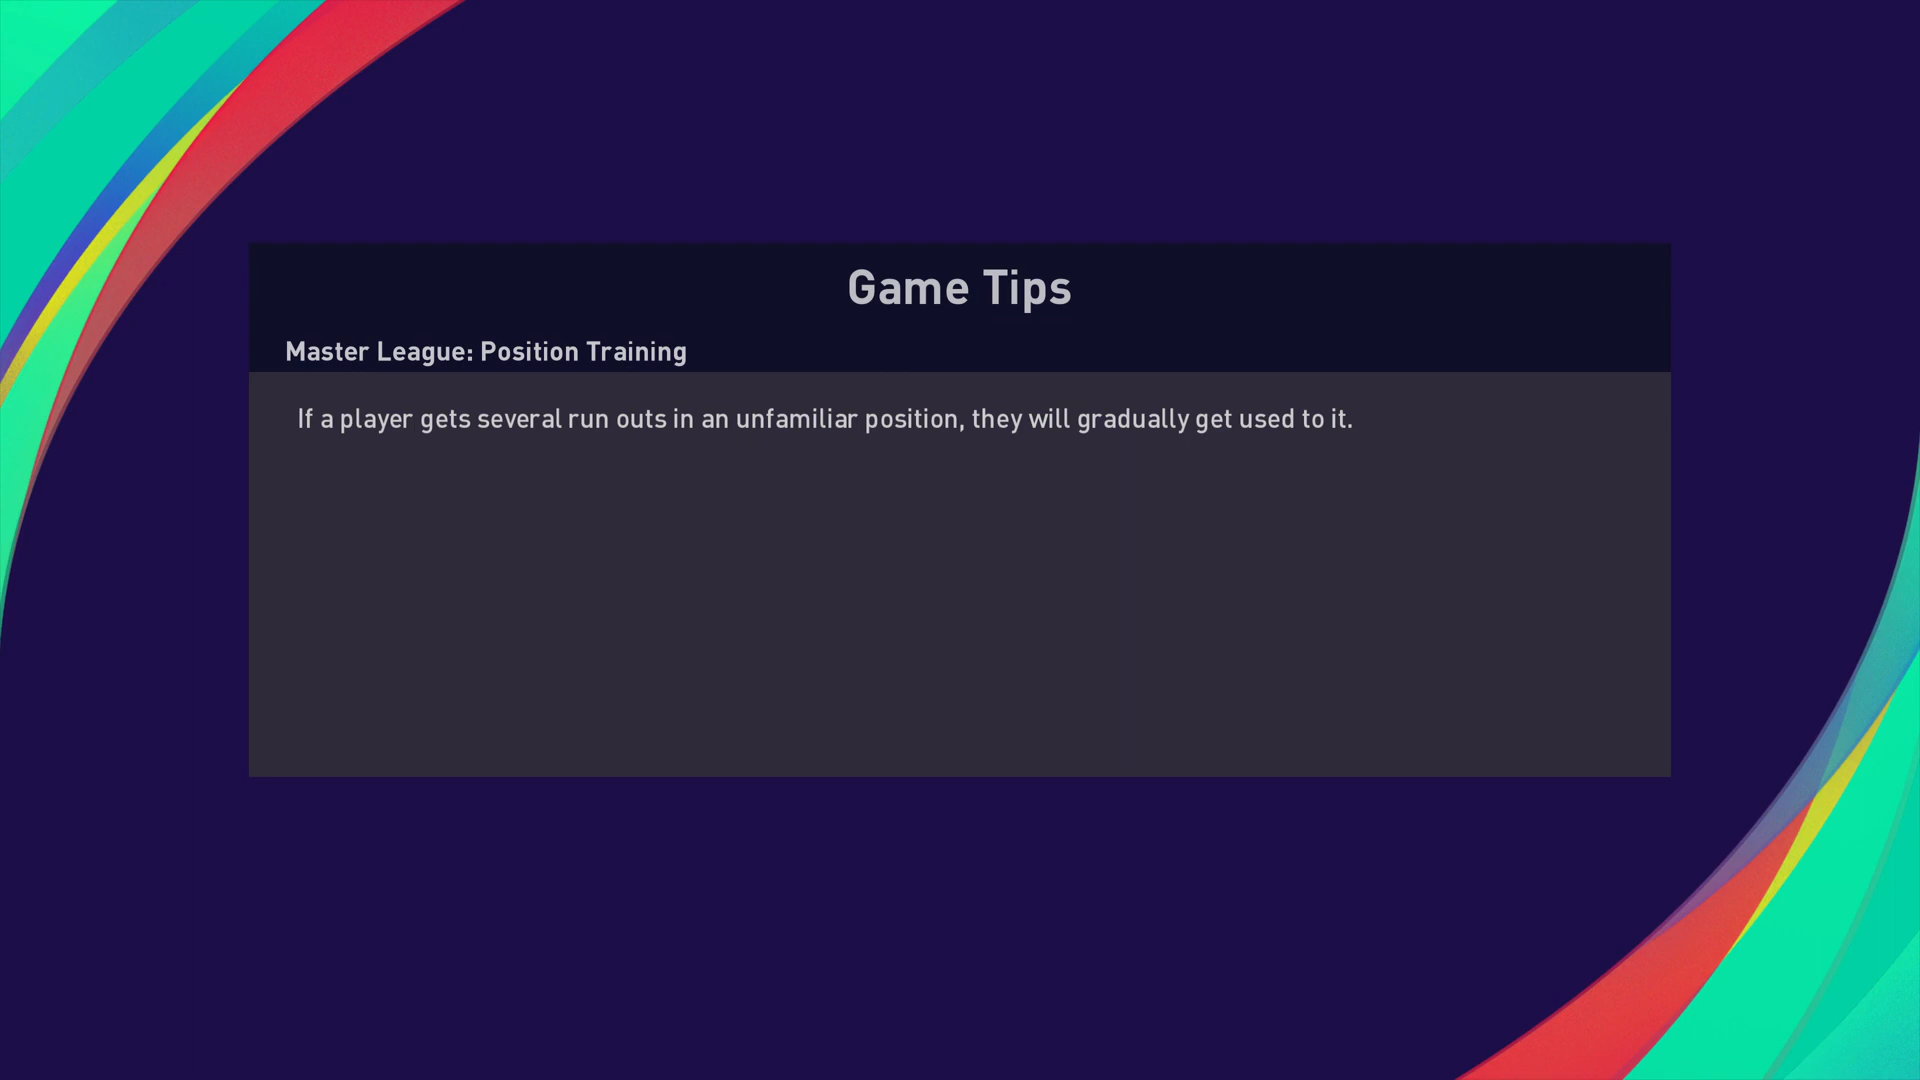 Game Tips
Master League: Position Training
If a player gets several run outs in an unfamiliar position, they will gradually get used to it.